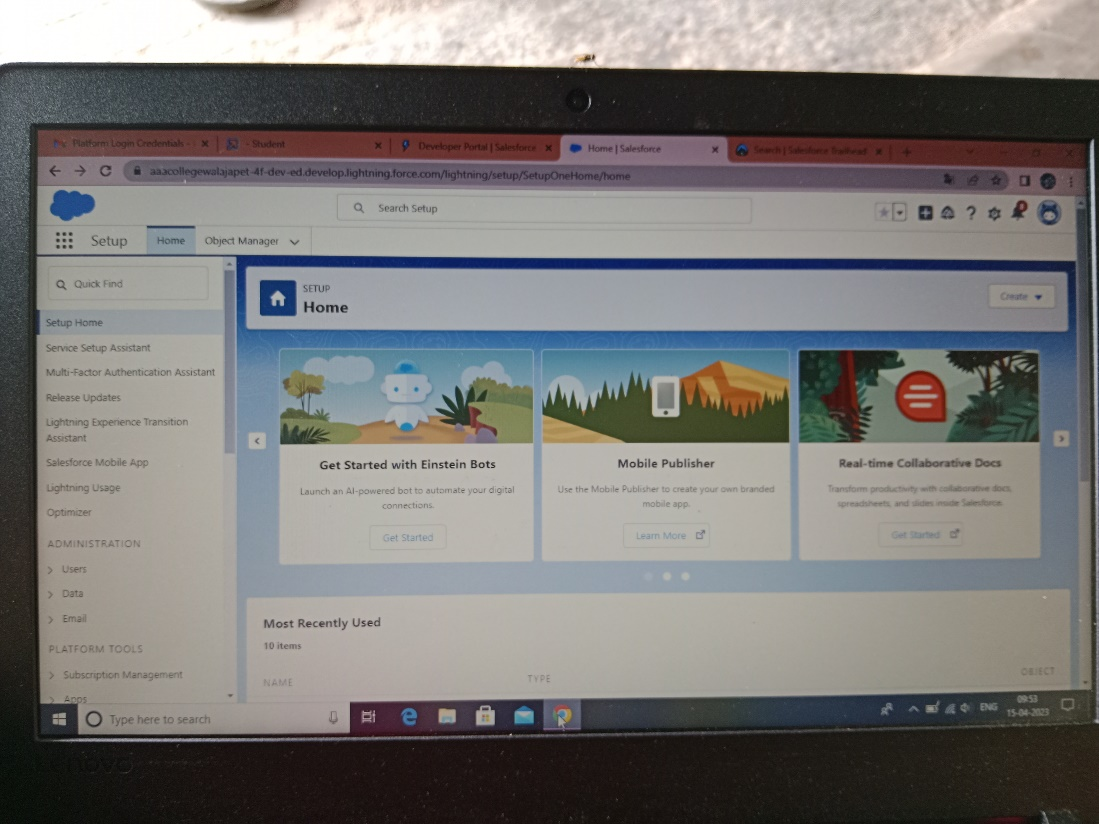 Platform Login Credentials -
- Student
Developer Portal | Salesforce
Home | Salesforce
Search | Salesforce Trailhead
aaacollegewalajapet-4f-dev-ed.develop.lightning.force.com/lightning/setup/SetupOneHome/home
Search Setup
Setup
Home
Object Manager
Quick Find
Setup Home
Service Setup Assistant
Multi-Factor Authentication Assistant
Release Updates
Lightning Experience Transition
Assistant
Salesforce Mobile App
Lightning Usage
Optimizer
ADMINISTRATION
Users
Data
Email
PLATFORM TOOLS
Subscription Management
Apps
SETUP
Home
Create
Get Started with Einstein Bots
Launch an AI-powered bot to automate your digital
connections.
Get Started
Mobile Publisher
Use the Mobile Publisher to create your own branded
mobile app.
Learn More
Real-time Collaborative Docs
Transform productivity with collaborative docs,
spreadsheets, and slides inside Salesforce.
Get Started
Most Recently Used
10 items
NAME
TYPE
OBJECT
Type here to search
ENG
09:53
15-04-2023